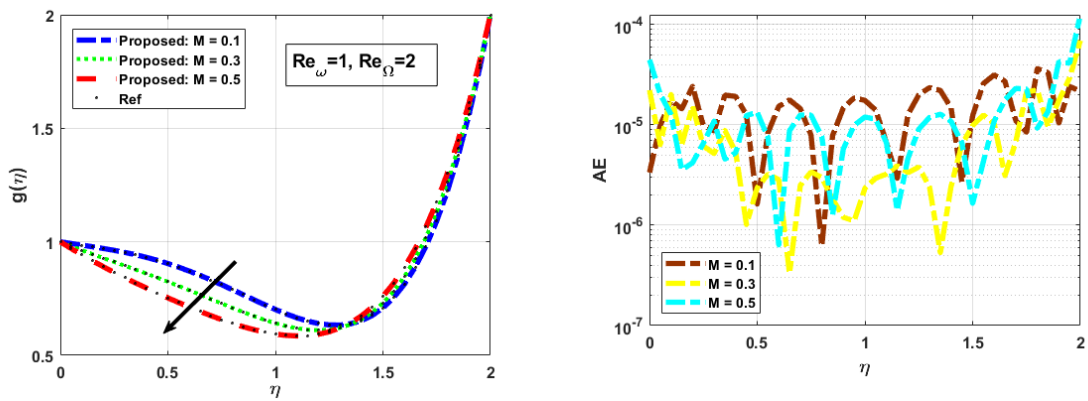 2
1.5
1
0.5
g(η)
0
0.5
1
1.5
2
η
Proposed: M = 0.1
Proposed: M = 0.3
Proposed: M = 0.5
Ref
Re_ω=1, Re_Ω=2
10^-4
10^-5
10^-6
10^-7
AE
0
0.5
1
1.5
2
η
M = 0.1
M = 0.3
M = 0.5